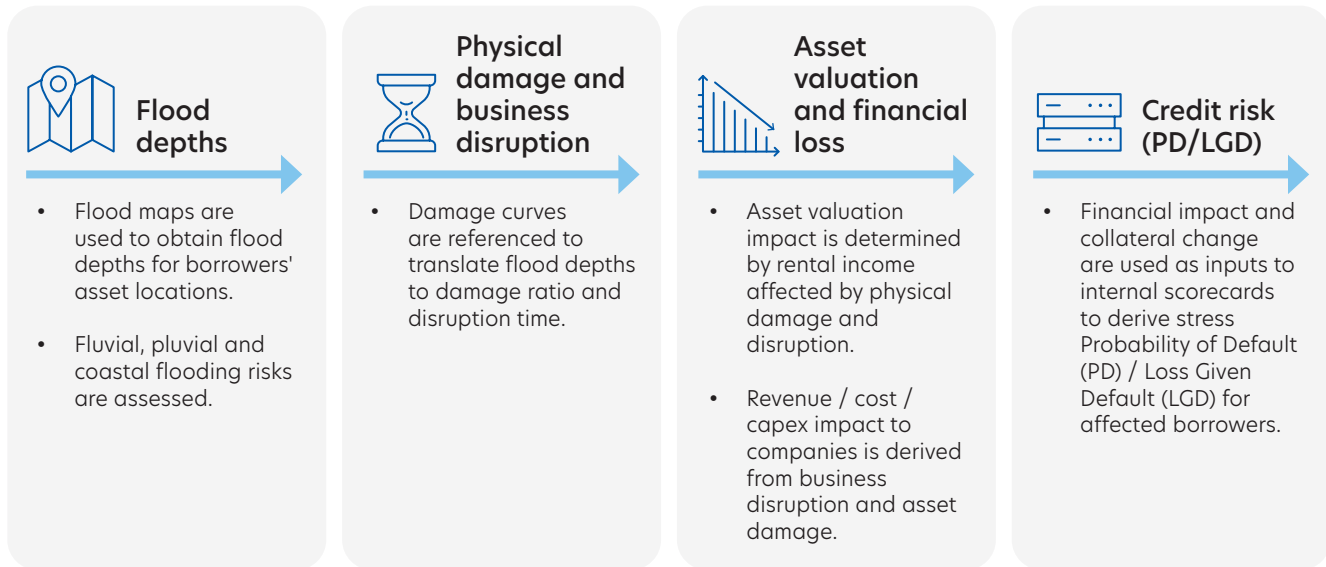 Flood
depths
• Flood maps are
used to obtain flood
depths for borrowers'
asset locations.
• Fluvial, pluvial and
coastal flooding risks
are assessed.
Physical
damage and
business
disruption
• Damage curves
are referenced to
translate flood depths
to damage ratio and
disruption time.
Asset
valuation
and financial
loss
• Asset valuation
impact is determined
by rental income
affected by physical
damage and
disruption.
• Revenue / cost /
capex impact to
companies is derived
from business
disruption and asset
damage.
Credit risk
(PD/LGD)
• Financial impact and
collateral change
are used as inputs to
internal scorecards
to derive stress
Probability of Default
(PD) / Loss Given
Default (LGD) for
affected borrowers.